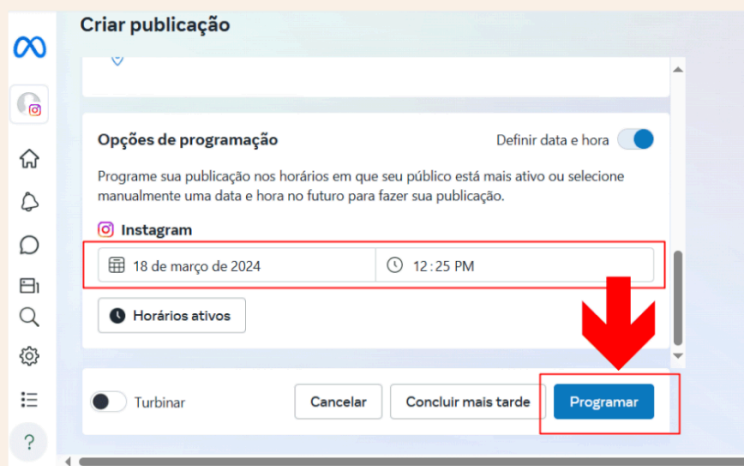 Criar publicação
Opções de programação
Definir data e hora
Programe sua publicação nos horários em que seu público está mais ativo ou selecione
manualmente uma data e hora no futuro para fazer sua publicação.
Instagram
18 de março de 2024
12:25 PM
Horários ativos
Turbinar
Cancelar
Concluir mais tarde
Programar
?